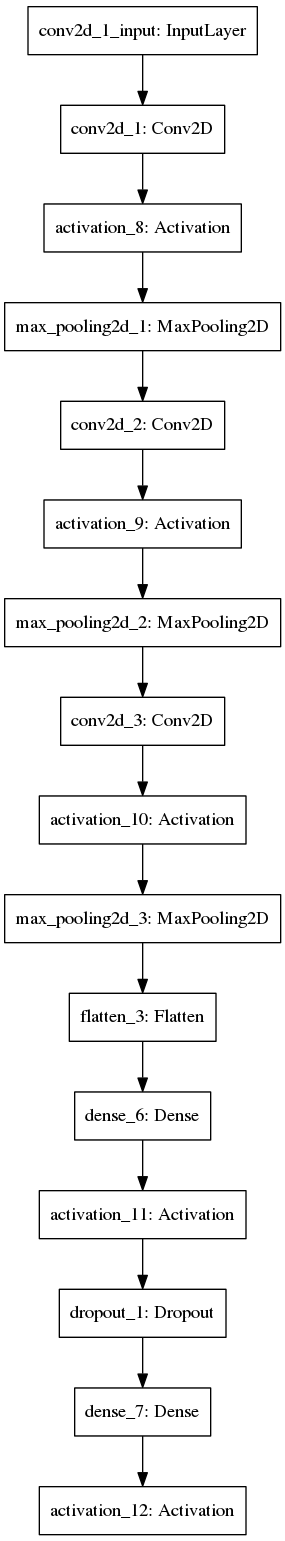 conv2d_1_input: InputLayer
conv2d_1: Conv2D
activation_8: Activation
max_pooling2d_1: MaxPooling2D
conv2d_2: Conv2D
activation_9: Activation
max_pooling2d_2: MaxPooling2D
conv2d_3: Conv2D
activation_10: Activation
max_pooling2d_3: MaxPooling2D
flatten_3: Flatten
dense_6: Dense
activation_11: Activation
dropout_1: Dropout
dense_7: Dense
activation_12: Activation